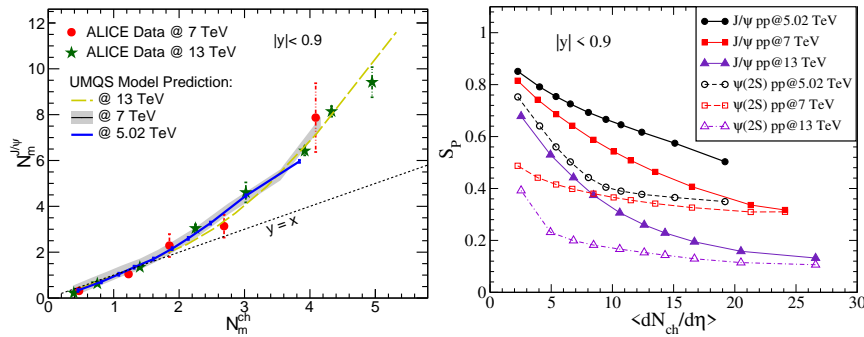 ALICE Data @ 7 TeV
ALICE Data @ 13 TeV
|y|< 0.9
UMQS Model Prediction:
@ 13 TeV
@ 7 TeV
@ 5.02 TeV
y = x
N_m^{J/ψ}
12
10
8
6
4
2
0
0 1 2 3 4 5
N_m^{ch}
|y| < 0.9
J/ψ pp@5.02 TeV
J/ψ pp@7 TeV
J/ψ pp@13 TeV
ψ(2S) pp@5.02 TeV
ψ(2S) pp@7 TeV
ψ(2S) pp@13 TeV
S_P
1
0.8
0.6
0.4
0.2
0
0 5 10 15 20 25 30
<dN_{ch}/dη>